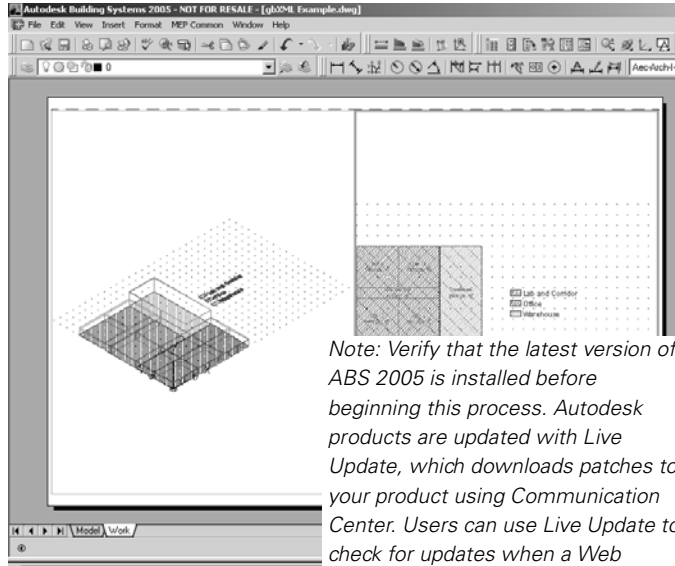 Autodesk Building Systems 2005 - NOT FOR RESALE - [gbXML Example.dwg]
File Edit View Insert Format MEP Common Window Help
0
Aec-Arch-I
Lab and Corridor
Office
Warehouse
Note: Verify that the latest version of
ABS 2005 is installed before
beginning this process. Autodesk
products are updated with Live
Update, which downloads patches to
your product using Communication
Center. Users can use Live Update to
check for updates when a Web
Model Work